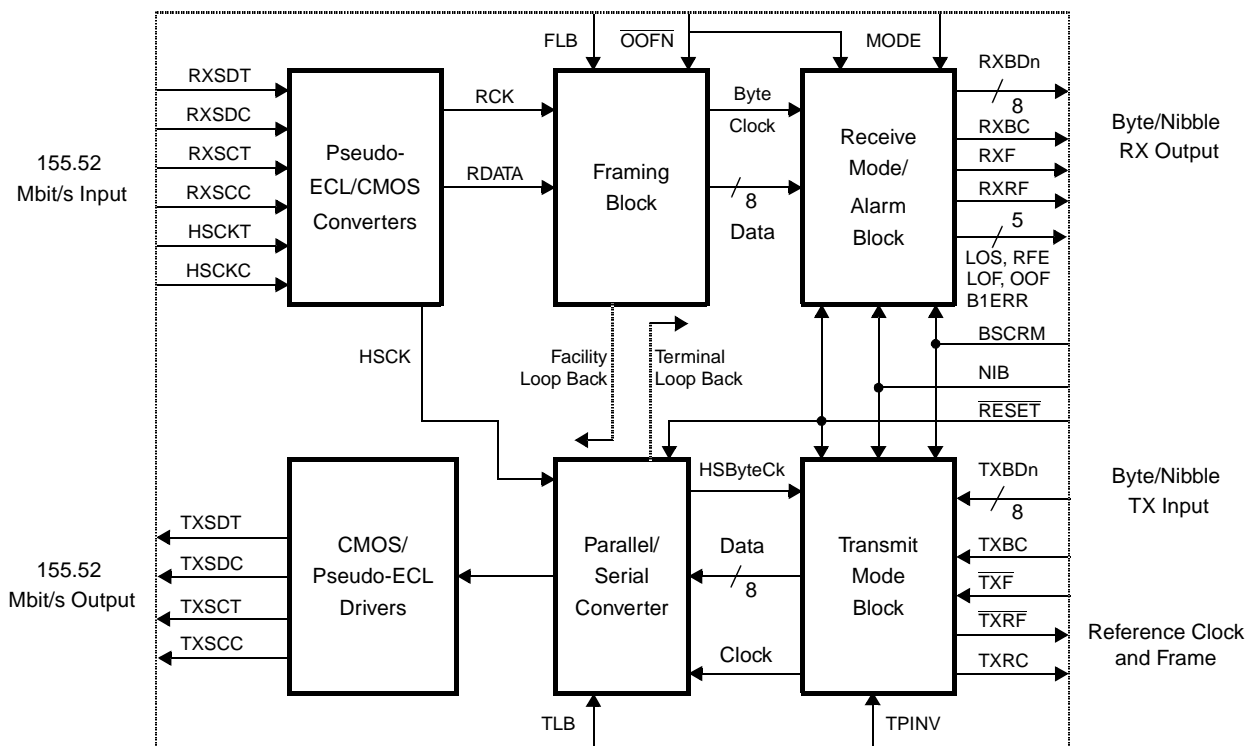 FLB
OOFN
MODE
RXSDT
RXSDC
RXSCT
RXSCC
HSCKT
HSCKC
155.52
Mbit/s Input
Pseudo-
ECL/CMOS
Converters
RCK
RDATA
Framing
Block
Byte
Clock
8
Data
Receive
Mode/
Alarm
Block
RXBDn
8
RXBC
RXF
RXRF
5
LOS, RFE
LOF, OOF
B1ERR
Byte/Nibble
RX Output
HSCK
Facility
Loop Back
Terminal
Loop Back
BSCRM
NIB
RESET
155.52
Mbit/s Output
TXSDT
TXSDC
TXSCT
TXSCC
CMOS/
Pseudo-ECL
Drivers
Parallel/
Serial
Converter
HSByteCk
Data
8
Clock
Transmit
Mode
Block
TXBDn
8
TXBC
TXF
TXRF
TXRC
Byte/Nibble
TX Input
Reference Clock
and Frame
TLB
TPINV